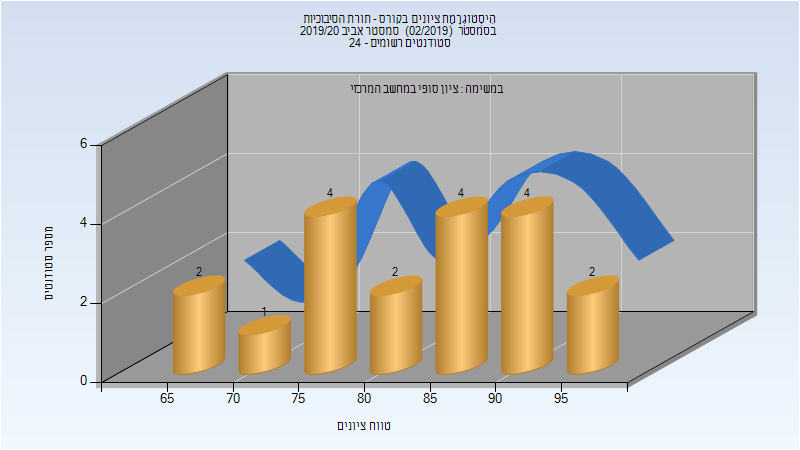 היסטוגרמת ציונים בקורס - תורת הסיבוכיות
בסמסטר (02/2019) סמסטר אביב 2019/20
סטודנטים רשומים - 24
במשימה : ציון סופי במחשב המרכזי
מספר סטודנטים
6
4
2
0
2
1
4
2
4
4
2
65 70 75 80 85 90 95
טווח ציונים